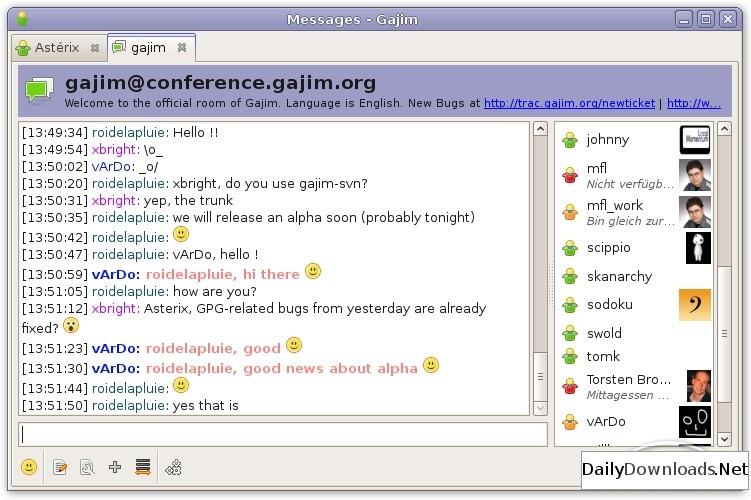 Messages - Gajim
Astérix
gajim
gajim@conference.gajim.org
Welcome to the official room of Gajim. Language is English. New Bugs at http://trac.gajim.org/newticket | http://w...
[13:49:34] roidelapluie: Hello !!
[13:49:54] xbright: \o_
[13:50:02] vArDo: _o/
[13:50:20] roidelapluie: xbright, do you use gajim-svn?
[13:50:31] xbright: yep, the trunk
[13:50:35] roidelapluie: we will release an alpha soon (probably tonight)
[13:50:42] roidelapluie:
[13:50:47] roidelapluie: vArDo, hello !
[13:50:59] vArDo: roidelapluie, hi there
[13:51:05] roidelapluie: how are you?
[13:51:12] xbright: Asterix, GPG-related bugs from yesterday are already
fixed?
[13:51:23] vArDo: roidelapluie, good
[13:51:30] vArDo: roidelapluie, good news about alpha
[13:51:44] roidelapluie:
[13:51:50] roidelapluie: yes that is
johnny
Local
Momentum
mfl
Nicht verfügb...
mfl_work
Bin gleich zur...
scippio
skanarchy
sodoku
swold
tomk
Torsten Bro...
Mittagessen ...
vArDo
DailyDownloads.Net